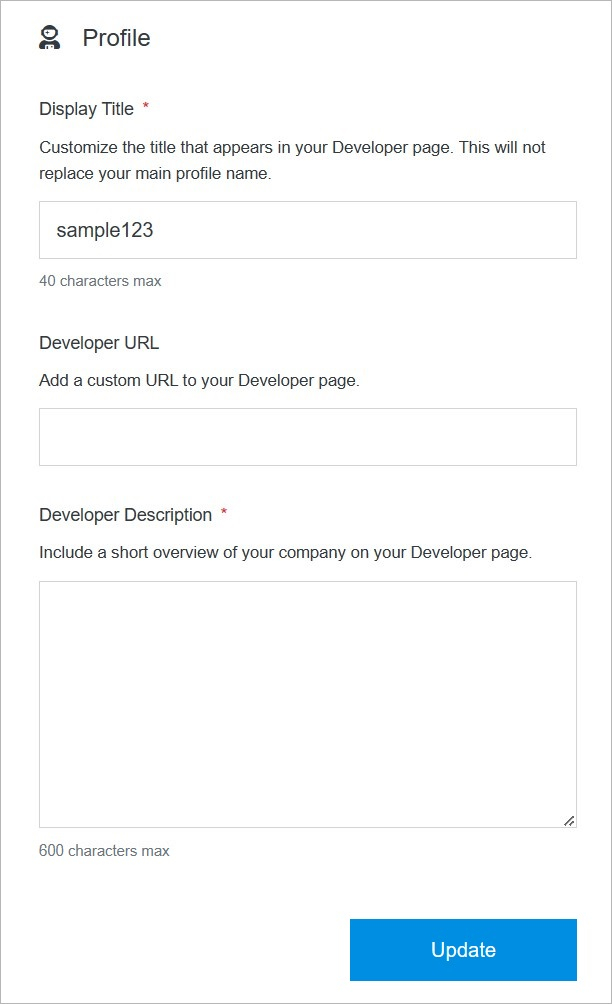 Profile
Display Title *
Customize the title that appears in your Developer page. This will not
replace your main profile name.
sample123
40 characters max
Developer URL
Add a custom URL to your Developer page.
Developer Description *
Include a short overview of your company on your Developer page.
600 characters max
Update